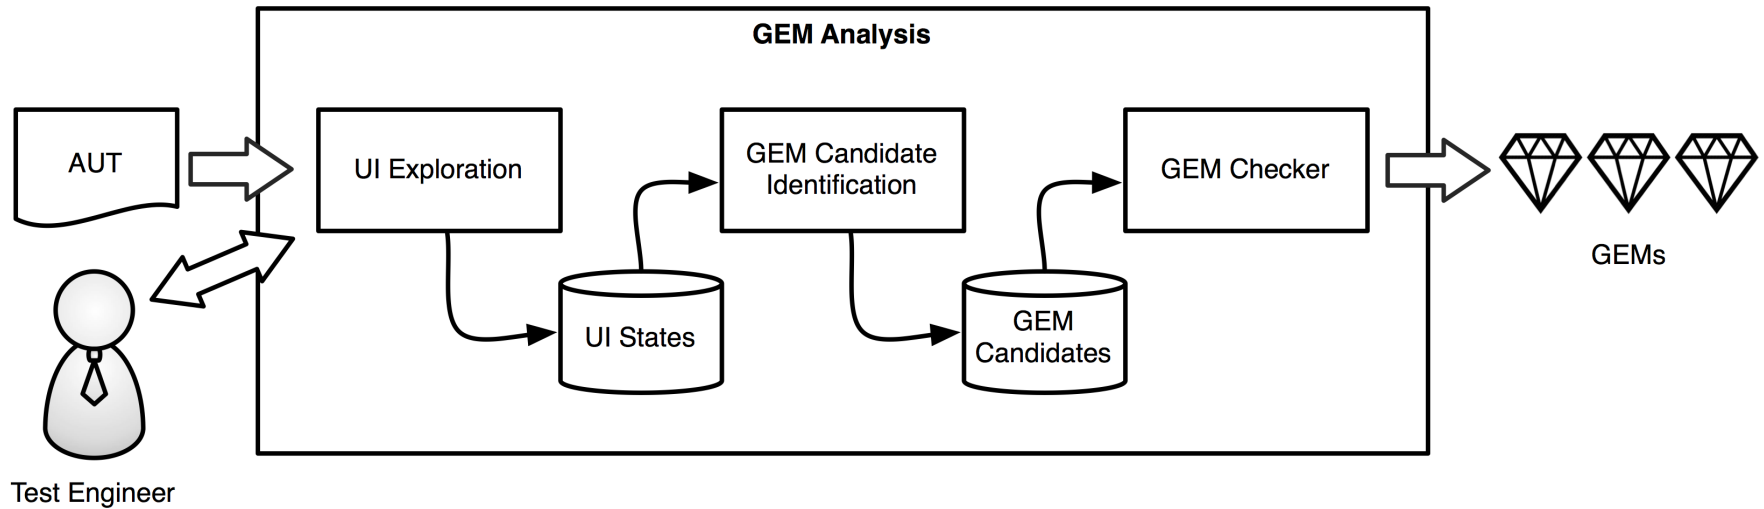 GEM Analysis
AUT
UI Exploration
GEM Candidate
Identification
GEM Checker
GEMs
UI States
GEM
Candidates
Test Engineer